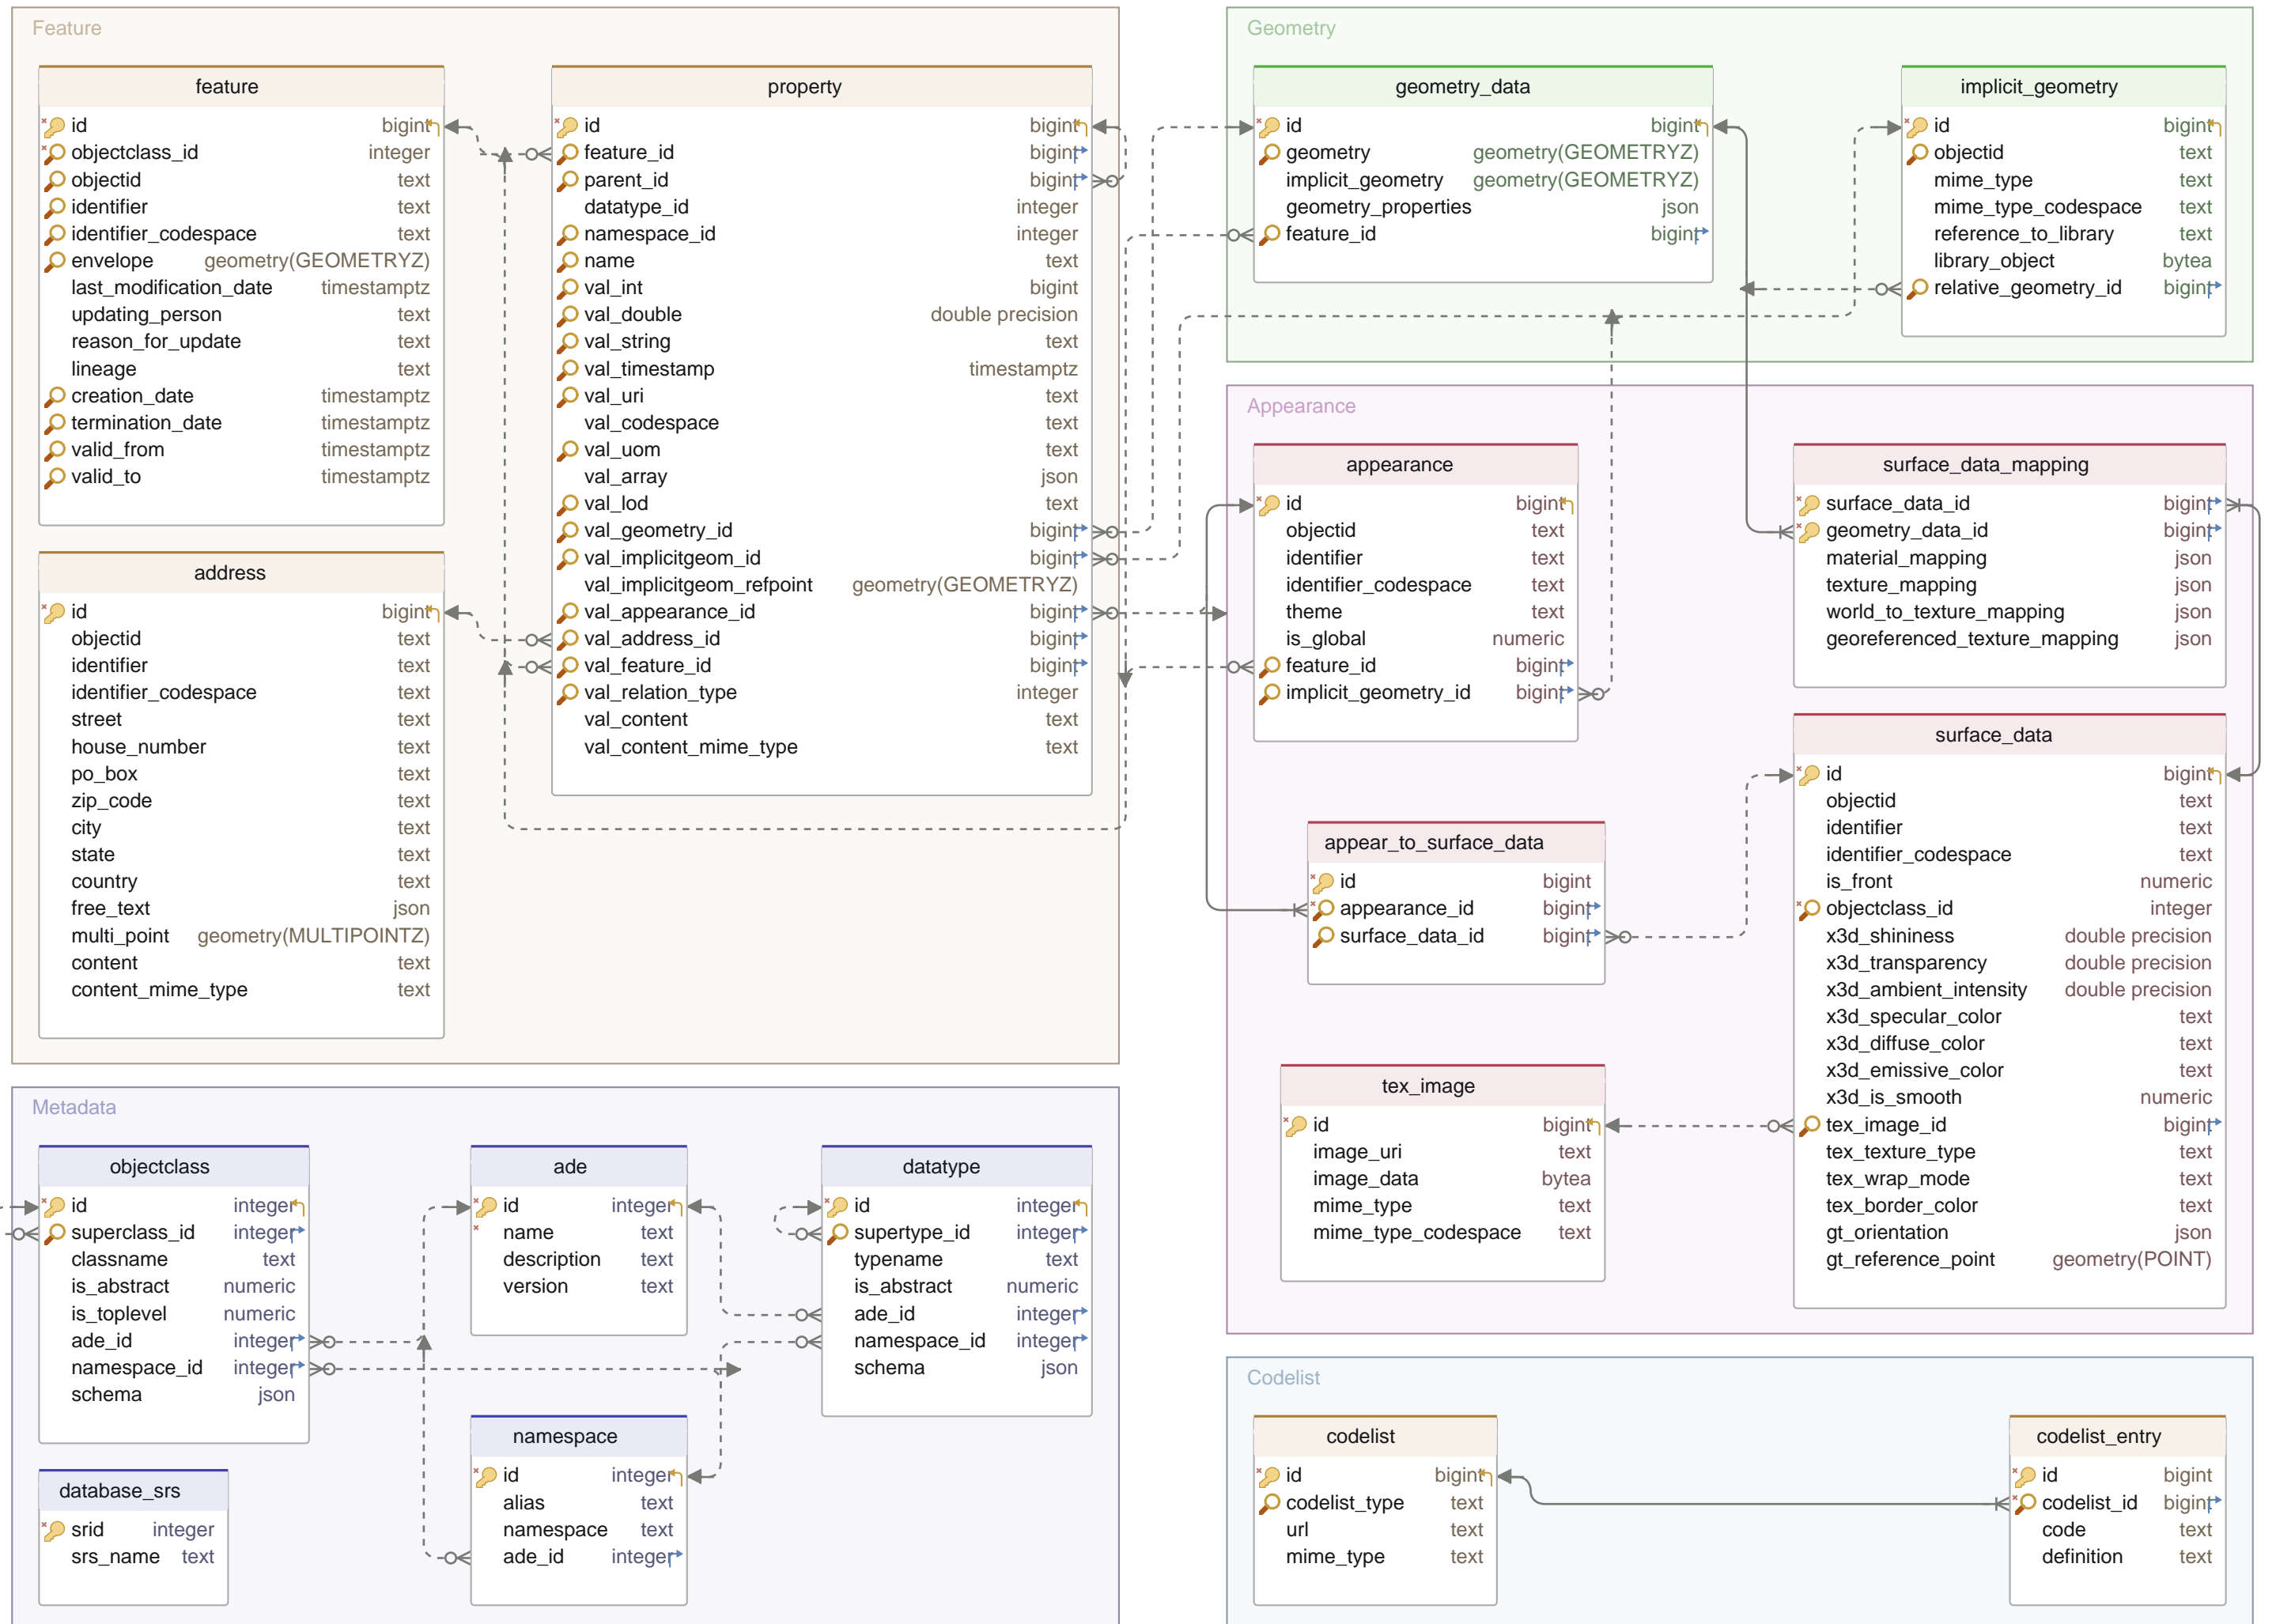 Feature
feature
id bigint
objectclass_id integer
objectid text
identifier text
identifier_codespace text
envelope geometry(GEOMETRYZ)
last_modification_date timestamptz
updating_person text
reason_for_update text
lineage text
creation_date timestamptz
termination_date timestamptz
valid_from timestamptz
valid_to timestamptz
property
id bigint
feature_id bigint
parent_id bigint
datatype_id integer
namespace_id integer
name text
val_int bigint
val_double double precision
val_string text
val_timestamp timestamptz
val_uri text
val_codespace text
val_uom text
val_array json
val_lod text
val_geometry_id bigint
val_implicitgeom_id bigint
val_implicitgeom_refpoint geometry(GEOMETRYZ)
val_appearance_id bigint
val_address_id bigint
val_feature_id bigint
val_relation_type integer
val_content text
val_content_mime_type text
address
id bigint
objectid text
identifier text
identifier_codespace text
street text
house_number text
po_box text
zip_code text
city text
state text
country text
free_text json
multi_point geometry(MULTIPOINTZ)
content text
content_mime_type text
Geometry
geometry_data
id bigint
geometry geometry(GEOMETRYZ)
implicit_geometry geometry(GEOMETRYZ)
geometry_properties json
feature_id bigint
implicit_geometry
id bigint
objectid text
mime_type text
mime_type_codespace text
reference_to_library text
library_object bytea
relative_geometry_id bigint
Appearance
appearance
id bigint
objectid text
identifier text
identifier_codespace text
theme text
is_global numeric
feature_id bigint
implicit_geometry_id bigint
surface_data_mapping
surface_data_id bigint
geometry_data_id bigint
material_mapping json
texture_mapping json
world_to_texture_mapping json
georeferenced_texture_mapping json
appear_to_surface_data
id bigint
appearance_id bigint
surface_data_id bigint
surface_data
id bigint
objectid text
identifier text
identifier_codespace text
is_front numeric
objectclass_id integer
x3d_shininess double precision
x3d_transparency double precision
x3d_ambient_intensity double precision
x3d_specular_color text
x3d_diffuse_color text
x3d_emissive_color text
x3d_is_smooth numeric
tex_image_id bigint
tex_texture_type text
tex_wrap_mode text
tex_border_color text
gt_orientation json
gt_reference_point geometry(POINT)
tex_image
id bigint
image_uri text
image_data bytea
mime_type text
mime_type_codespace text
Metadata
objectclass
id integer
superclass_id integer
classname text
is_abstract numeric
is_toplevel numeric
ade_id integer
namespace_id integer
schema json
ade
id integer
name text
description text
version text
datatype
id integer
supertype_id integer
typename text
is_abstract numeric
ade_id integer
namespace_id integer
schema json
namespace
id integer
alias text
namespace text
ade_id integer
database_srs
srid integer
srs_name text
Codelist
codelist
id bigint
codelist_type text
url text
mime_type text
codelist_entry
id bigint
codelist_id bigint
code text
definition text